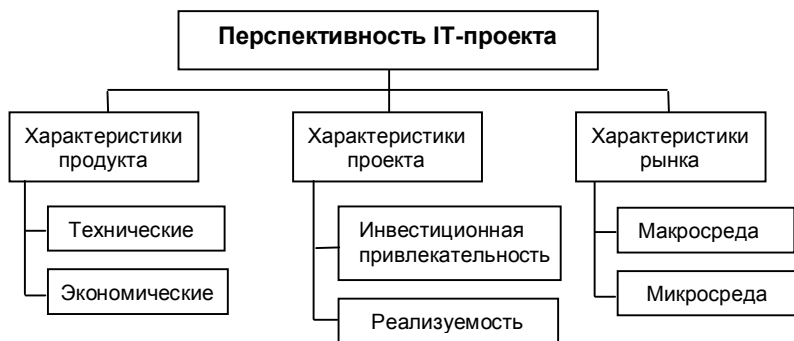 Перспективность IT-проекта
Характеристики
продукта
Технические
Экономические
Характеристики
проекта
Инвестиционная
привлекательность
Реализуемость
Характеристики
рынка
Макросреда
Микросреда